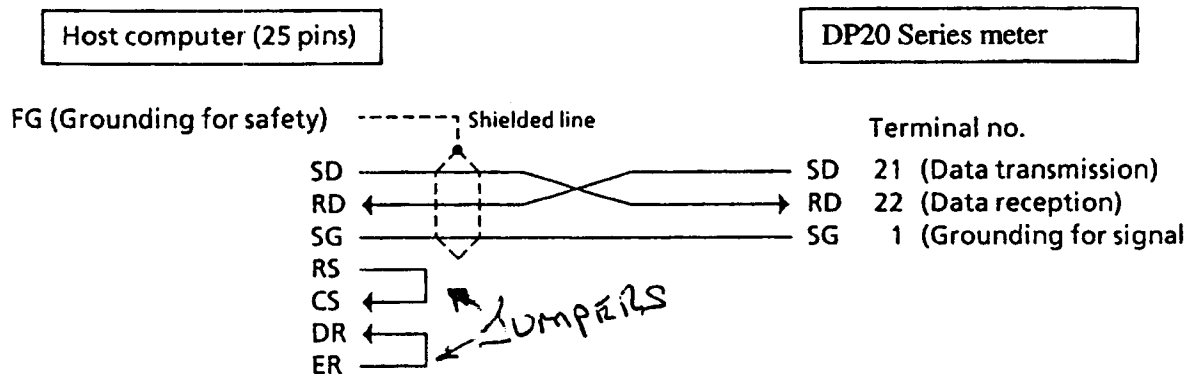 Host computer (25 pins)
DP20 Series meter
FG (Grounding for safety)
Shielded line
Terminal no.
SD
SD 21 (Data transmission)
RD
RD 22 (Data reception)
SG
SG 1 (Grounding for signal
RS
CS
JUMPERS
DR
ER